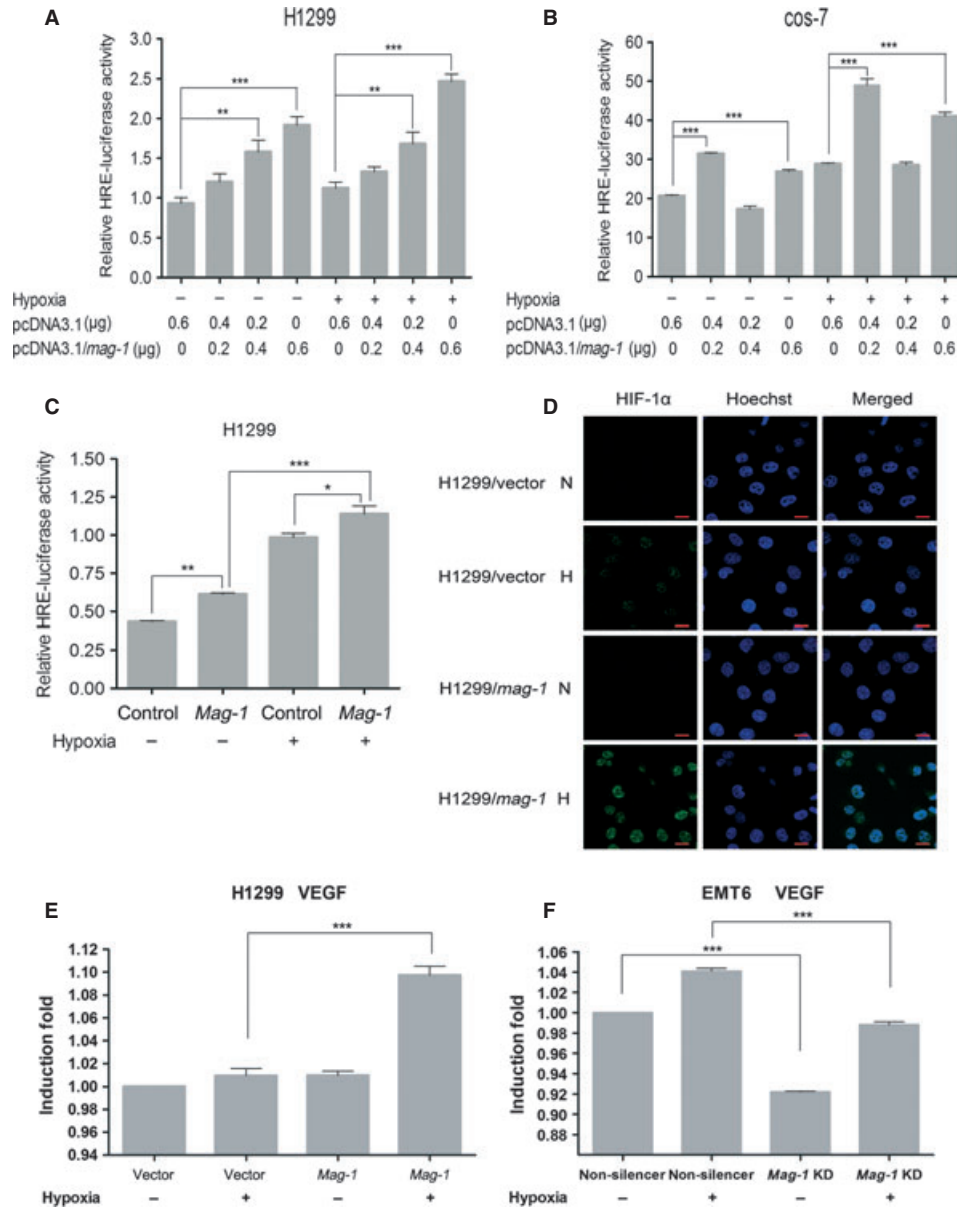 A
H1299
Relative HRE-luciferase activity
3.0
2.5
2.0
1.5
1.0
0.5
0.0
***
**
***
**
Hypoxia – – – – + + + +
pcDNA3.1 (µg) 0.6 0.4 0.2 0 0.6 0.4 0.2 0
pcDNA3.1/mag-1 (µg) 0 0.2 0.4 0.6 0 0.2 0.4 0.6
B
cos-7
Relative HRE-luciferase activity
60
50
40
30
20
10
0
***
***
***
***
Hypoxia – – – – + + + +
pcDNA3.1 (µg) 0.6 0.4 0.2 0 0.6 0.4 0.2 0
pcDNA3.1/mag-1 (µg) 0 0.2 0.4 0.6 0 0.2 0.4 0.6
C
H1299
Relative HRE-luciferase activity
1.50
1.25
1.00
0.75
0.50
0.25
0.00
**
***
*
Control Mag-1 Control Mag-1
Hypoxia – – + +
D
HIF-1α Hoechst Merged
H1299/vector N
H1299/vector H
H1299/mag-1 N
H1299/mag-1 H
E
H1299 VEGF
Induction fold
1.12
1.10
1.08
1.06
1.04
1.02
1.00
0.98
0.96
0.94
***
Vector Vector Mag-1 Mag-1
Hypoxia – + – +
F
EMT6 VEGF
Induction fold
1.06
1.04
1.02
1.00
0.98
0.96
0.94
0.92
0.90
0.88
***
***
Non-silencer Non-silencer Mag-1 KD Mag-1 KD
Hypoxia – + – +